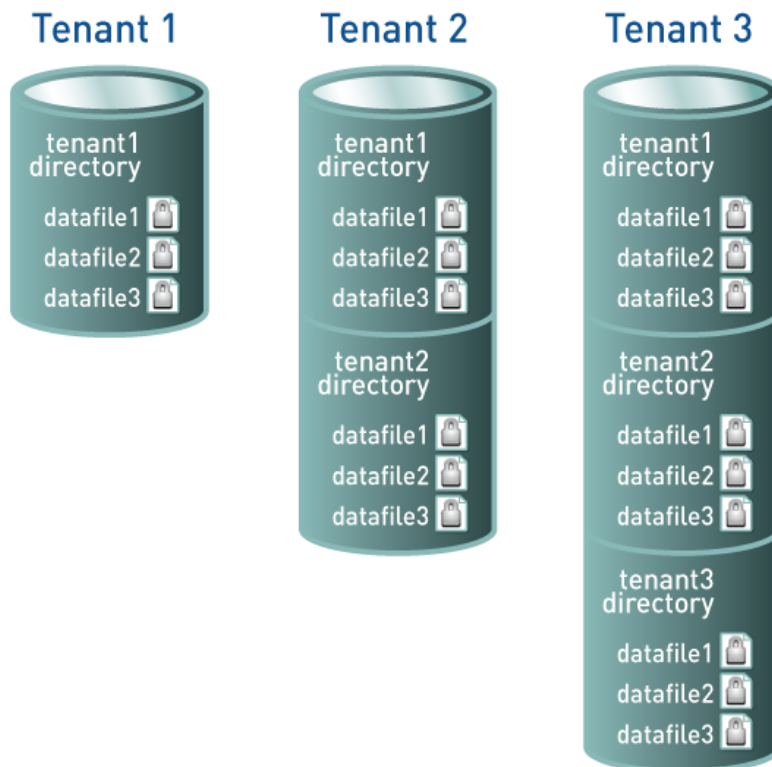 Tenant 1
tenant1
directory
datafile1
datafile2
datafile3
Tenant 2
tenant1
directory
datafile1
datafile2
datafile3
tenant2
directory
datafile1
datafile2
datafile3
Tenant 3
tenant1
directory
datafile1
datafile2
datafile3
tenant2
directory
datafile1
datafile2
datafile3
tenant3
directory
datafile1
datafile2
datafile3